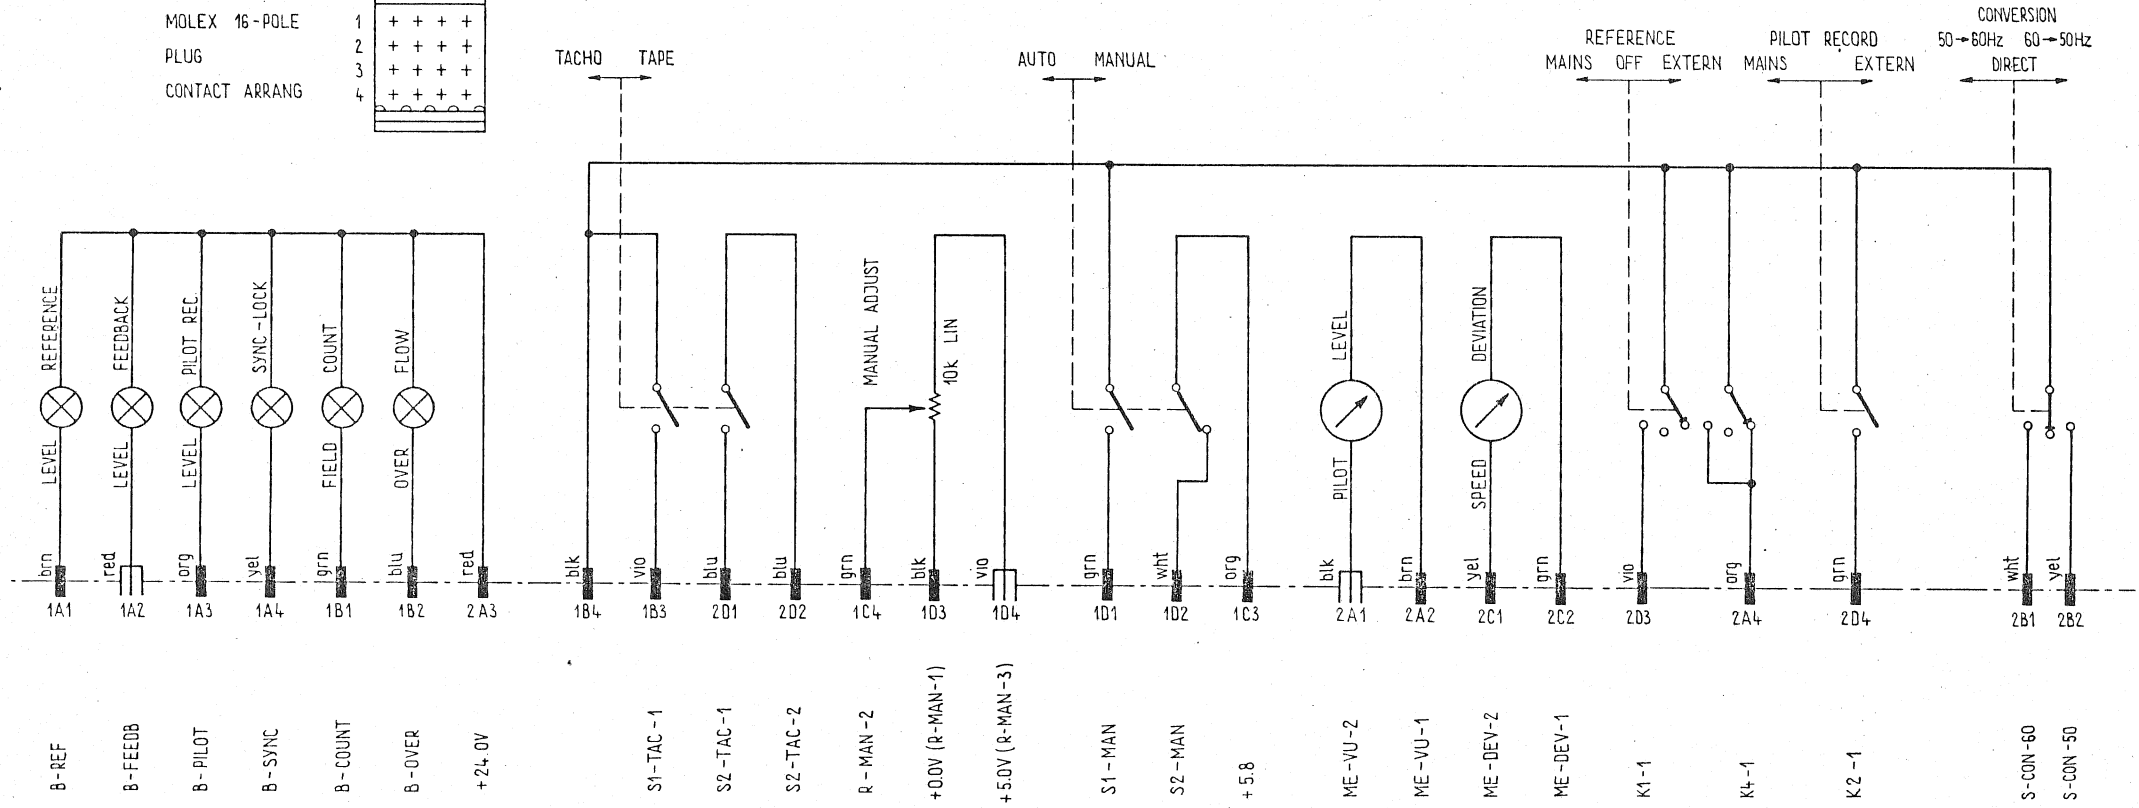 MOLEX 16-POLE
PLUG
CONTACT ARRANG
1
2
3
4
TACHO TAPE
AUTO MANUAL
REFERENCE
MAINS OFF EXTERN
PILOT RECORD
MAINS EXTERN
CONVERSION
50→60Hz 60→50Hz
DIRECT
LEVEL REFERENCE
LEVEL FEEDBACK
LEVEL PILOT REC.
SYNC-LOCK
FIELD COUNT
OVER FLOW
MANUAL ADJUST
10k LIN
PILOT LEVEL
SPEED DEVIATION
brn
red
org
yel
grn
blu
red
blk
vio
blu
blu
grn
blk
vio
grn
wht
org
blk
brn
yel
grn
vio
org
grn
wht
yel
1A1
1A2
1A3
1A4
1B1
1B2
2A3
1B4
1B3
2D1
2D2
1C4
1D3
1D4
1D1
1D2
1C3
2A1
2A2
2C1
2C2
2D3
2A4
2D4
2B1
2B2
B-REF
B-FEEDB
B-PILOT
B-SYNC
B-COUNT
B-OVER
+24.0V
S1-TAC-1
S2-TAC-1
S2-TAC-2
R-MAN-2
+0.0V (R-MAN-1)
+5.0V (R-MAN-3)
S1-MAN
S2-MAN
+5.8
ME-VU-2
ME-VU-1
ME-DEV-2
ME-DEV-1
K1-1
K4-1
K2-1
S-CON-60
S-CON-50